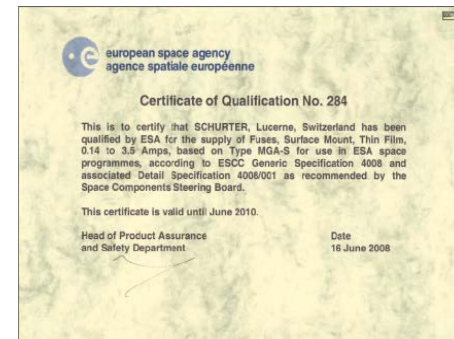 european space agency
agence spatiale européenne
Certificate of Qualification No. 284
This is to certify that SCHURTER, Lucerne, Switzerland has been
qualified by ESA for the supply of Fuses, Surface Mount, Thin Film,
0.14 to 3.5 Amps, based on Type MGA-S for use in ESA space
programmes, according to ESCC Generic Specification 4008 and
associated Detail Specification 4008/001 as recommended by the
Space Components Steering Board.
This certificate is valid until June 2010.
Head of Product Assurance
and Safety Department
Date
16 June 2008